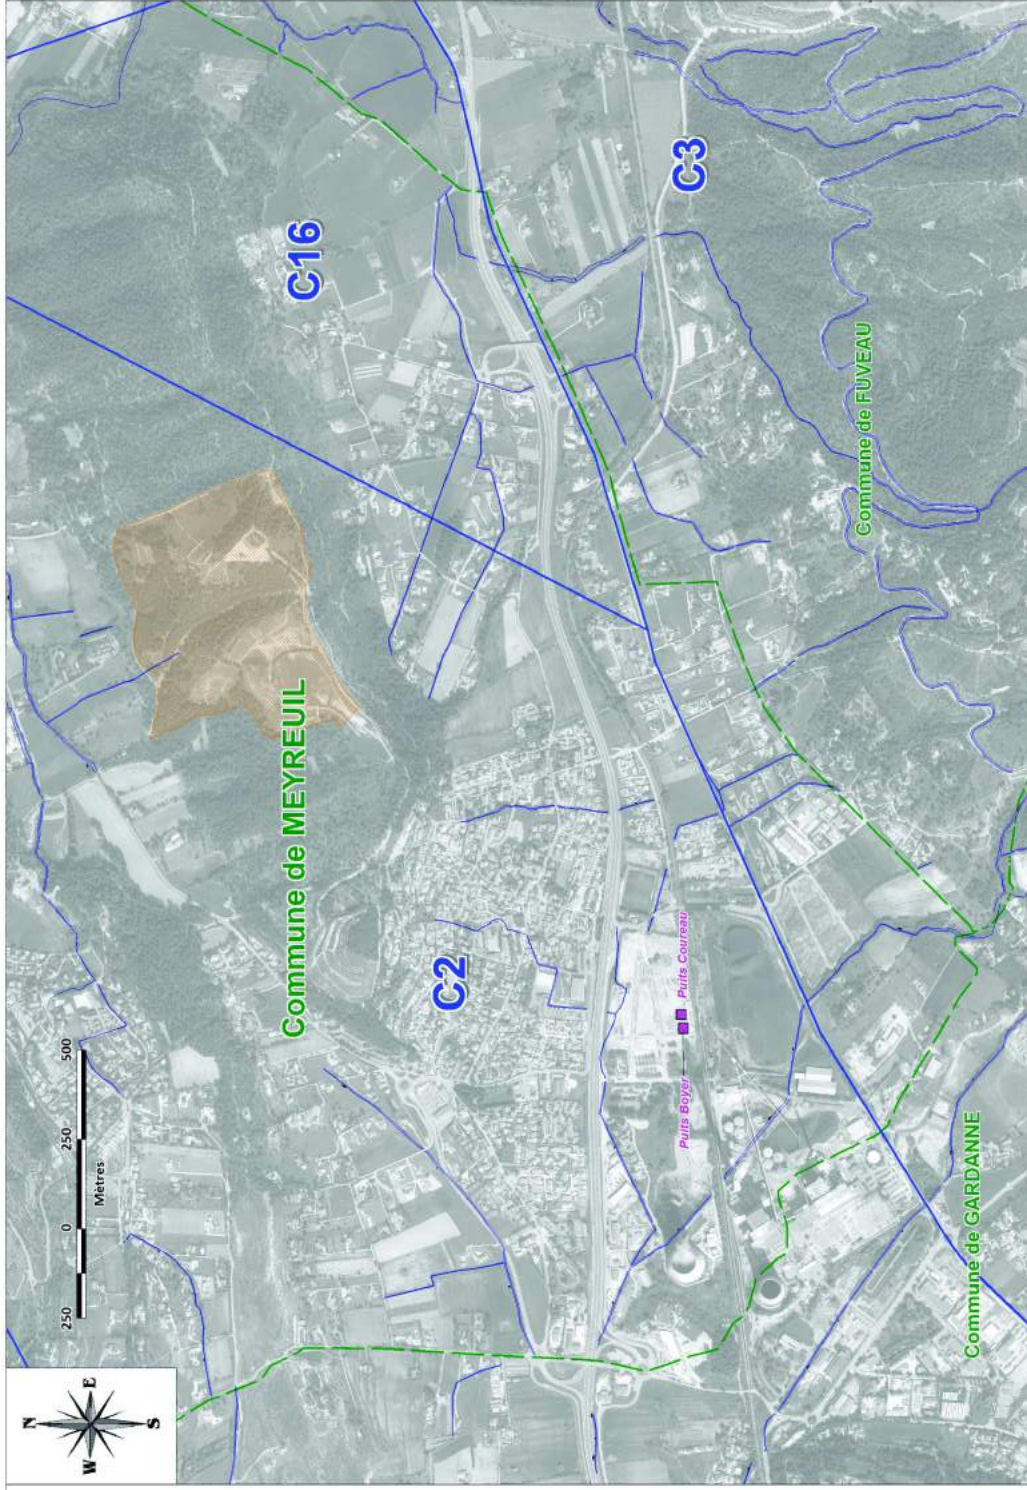 N
W E
S
250 0 250 500
Mètres
Commune de MEYREUIL
C16
C2
C3
Puits Boyer
Puits Coureau
Commune de FUVEAU
Commune de GARDANNE